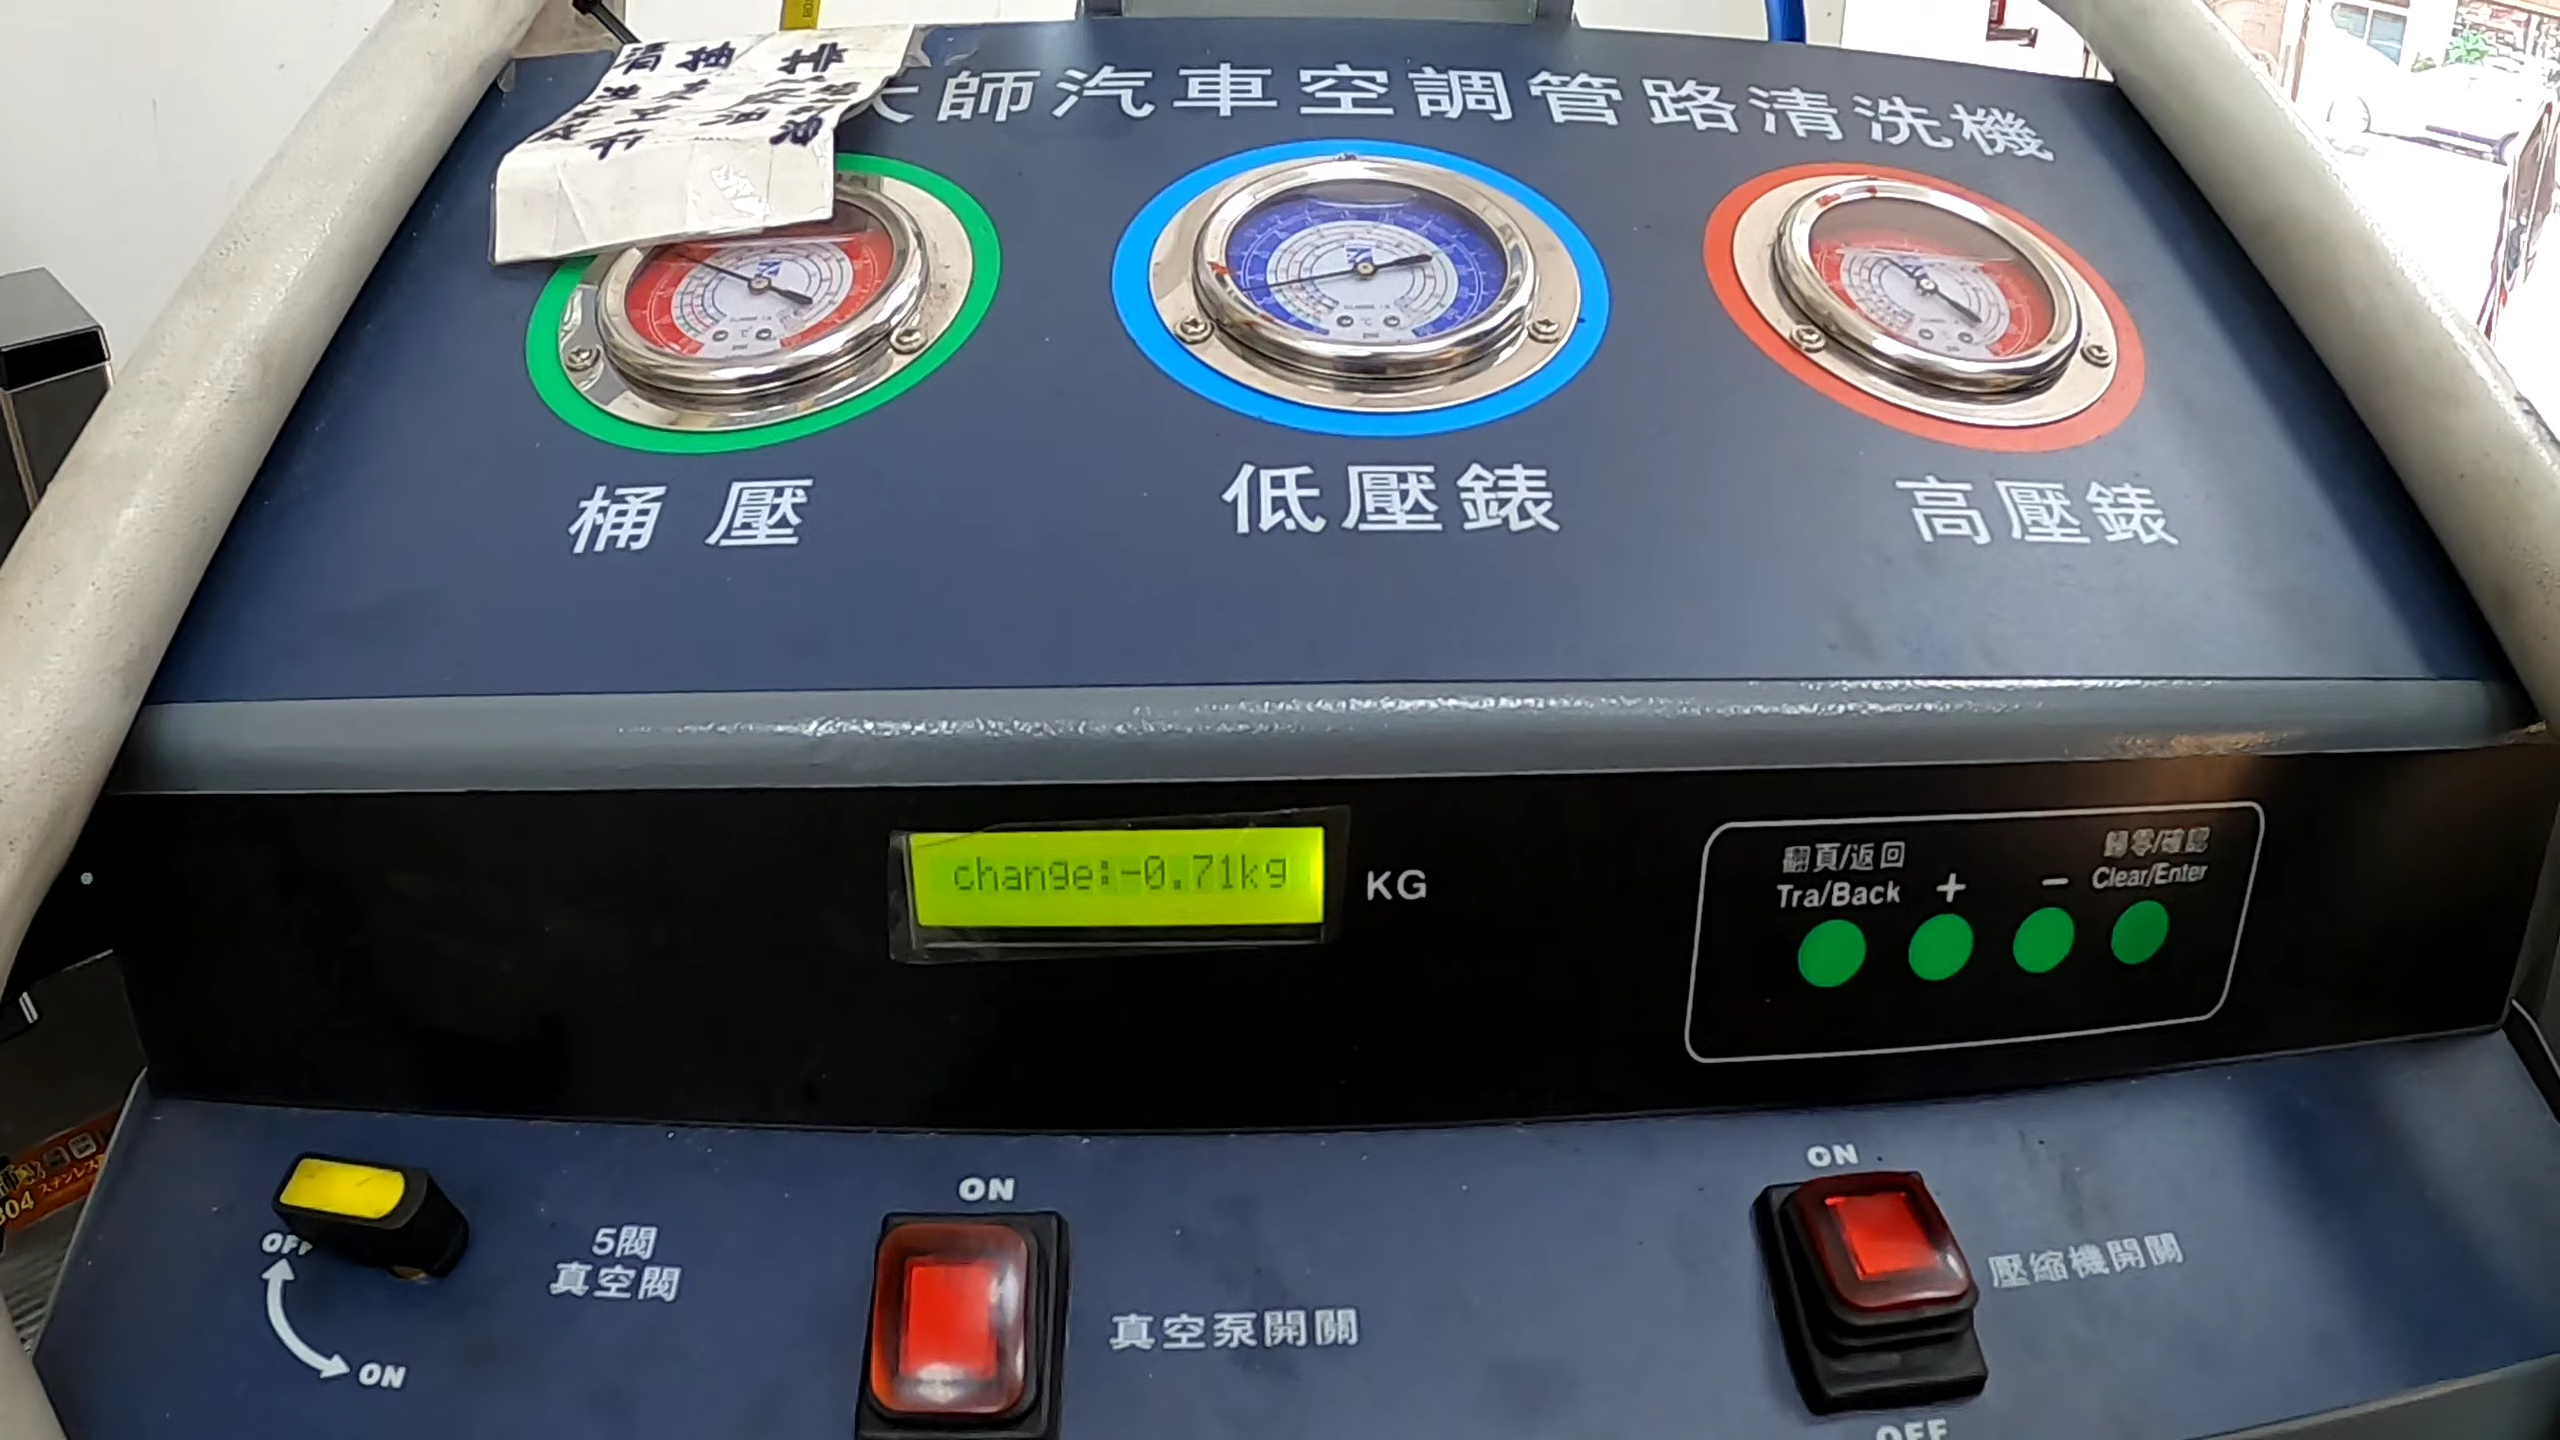 大師汽車空調管路清洗機
桶壓
低壓錶
高壓錶
change:-0.71kg
KG
翻頁/返回
Tra/Back
+
-
歸零/確認
Clear/Enter
OFF
ON
5閥
真空閥
ON
真空泵開關
ON
壓縮機開關
OFF
304